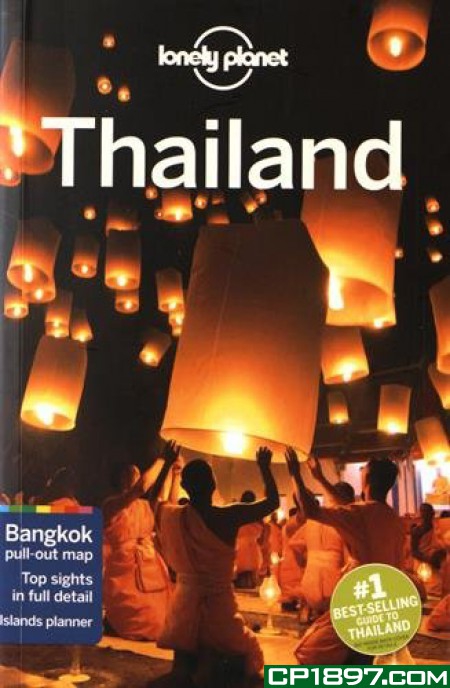 lonely planet
Thailand
Bangkok
pull-out map
Top sights
in full detail
Islands planner
#1
BEST-SELLING
GUIDE TO
THAILAND
CP1897.COM